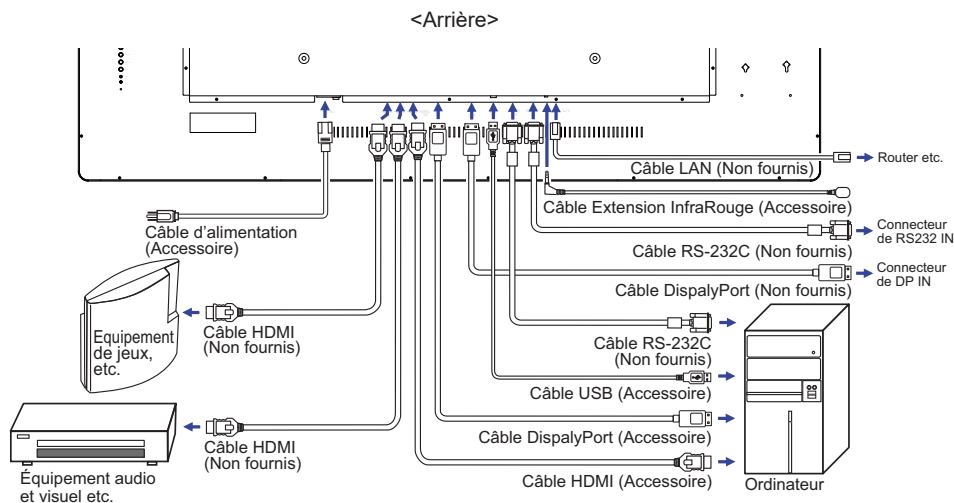 <Arrière>
Câble LAN (Non fournis)
Router etc.
Câble Extension InfraRouge (Accessoire)
Câble d'alimentation
(Accessoire)
Connecteur
de RS232 IN
Câble RS-232C (Non fournis)
Connecteur
de DP IN
Câble DispalyPort (Non fournis)
Equipement
de jeux,
etc.
Câble HDMI
(Non fournis)
Câble RS-232C
(Non fournis)
Câble USB (Accessoire)
Câble DispalyPort (Accessoire)
Câble HDMI
(Non fournis)
Câble HDMI (Accessoire)
Équipement audio
et visuel etc.
Ordinateur